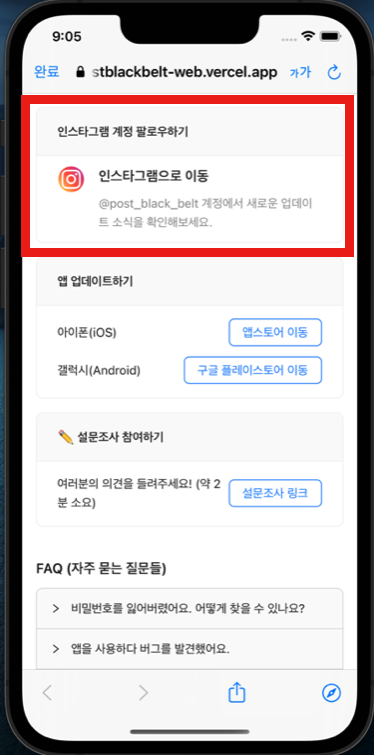 9:05
완료
stblackbelt-web.vercel.app
가가
인스타그램 계정 팔로우하기
인스타그램으로 이동
@post_black_belt 계정에서 새로운 업데이
트 소식을 확인해보세요.
앱 업데이트하기
아이폰(iOS)
앱스토어 이동
갤럭시(Android)
구글 플레이스토어 이동
✏️ 설문조사 참여하기
여러분의 의견을 들려주세요! (약 2
분 소요)
설문조사 링크
FAQ (자주 묻는 질문들)
비밀번호를 잃어버렸어요. 어떻게 찾을 수 있나요?
앱을 사용하다 버그를 발견했어요.